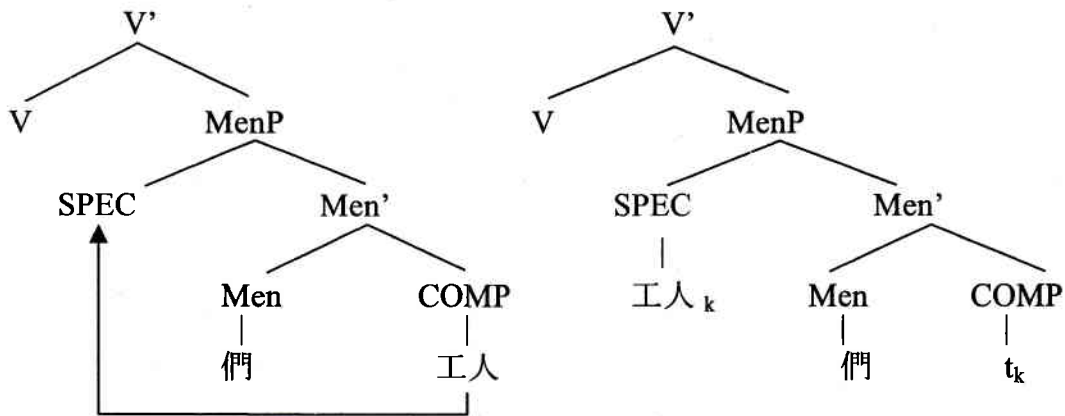 V’ V’
V MenP V MenP
SPEC Men’ SPEC Men’
Men COMP 工人 k Men COMP
們 工人 們 tk